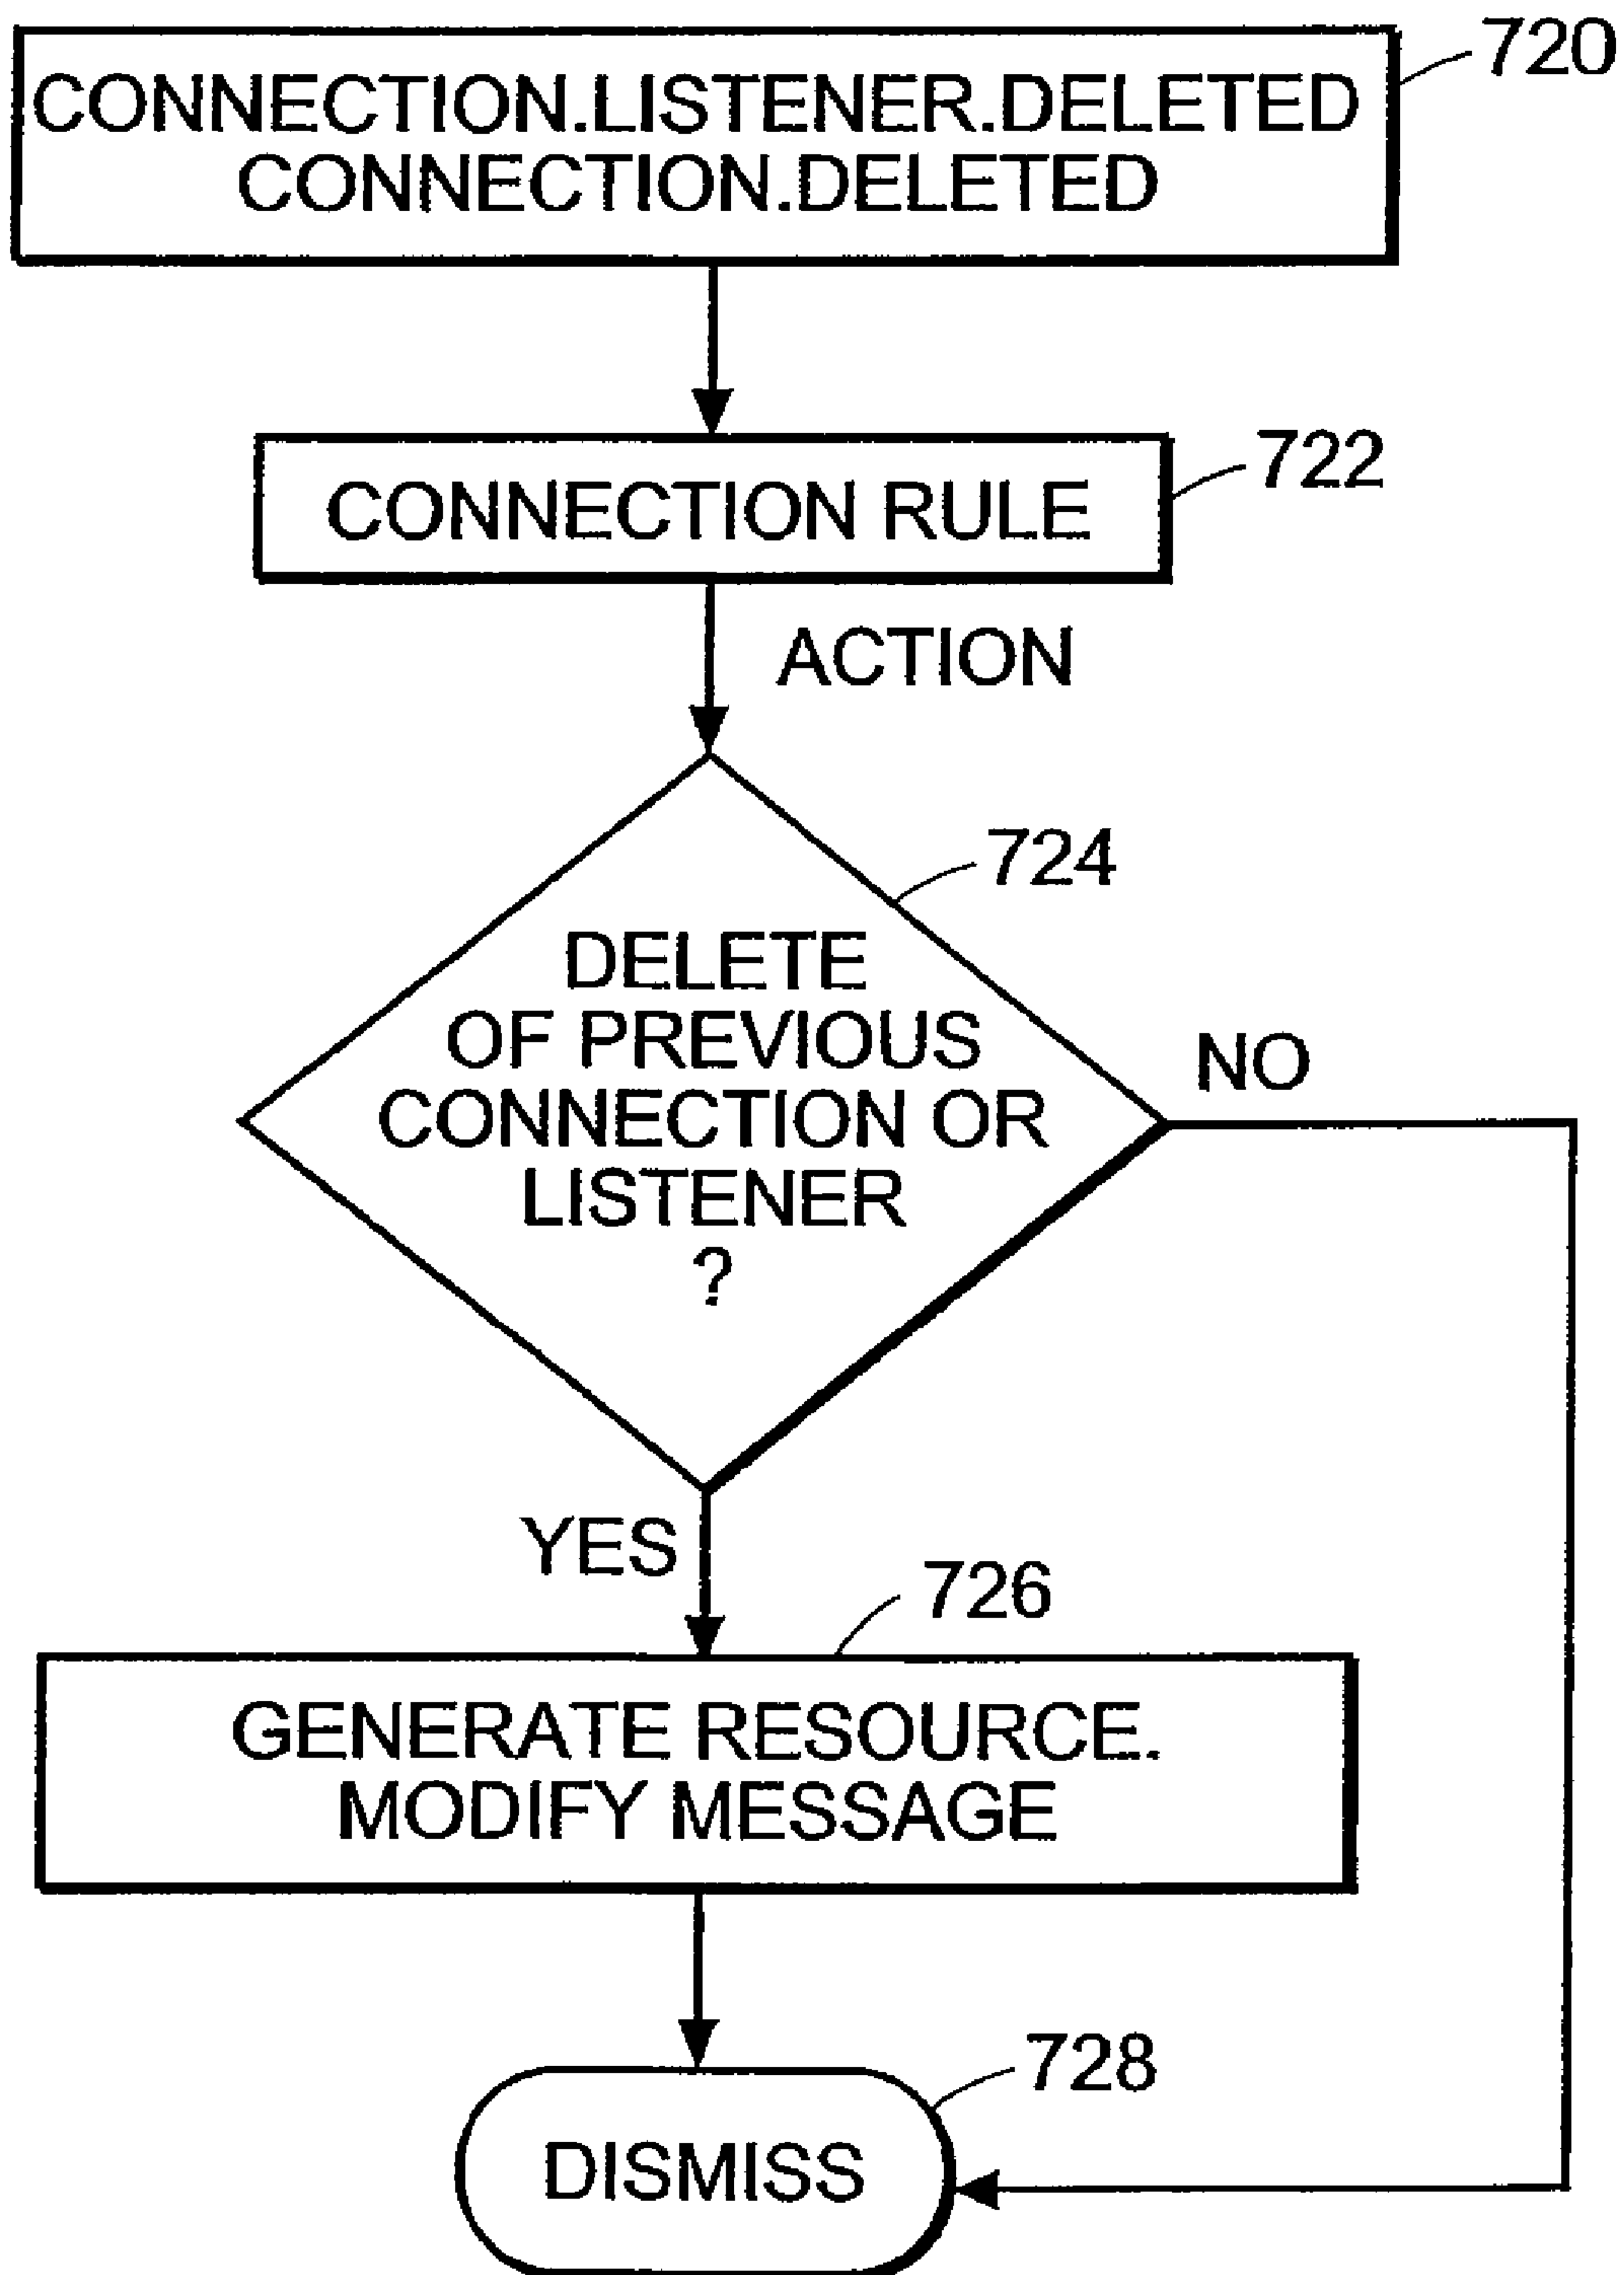 720
CONNECTION.LISTENER.DELETED
CONNECTION.DELETED
722
CONNECTION RULE
ACTION
724
DELETE
OF PREVIOUS
CONNECTION OR
LISTENER
?
NO
YES
726
GENERATE RESOURCE.
MODIFY MESSAGE
728
DISMISS